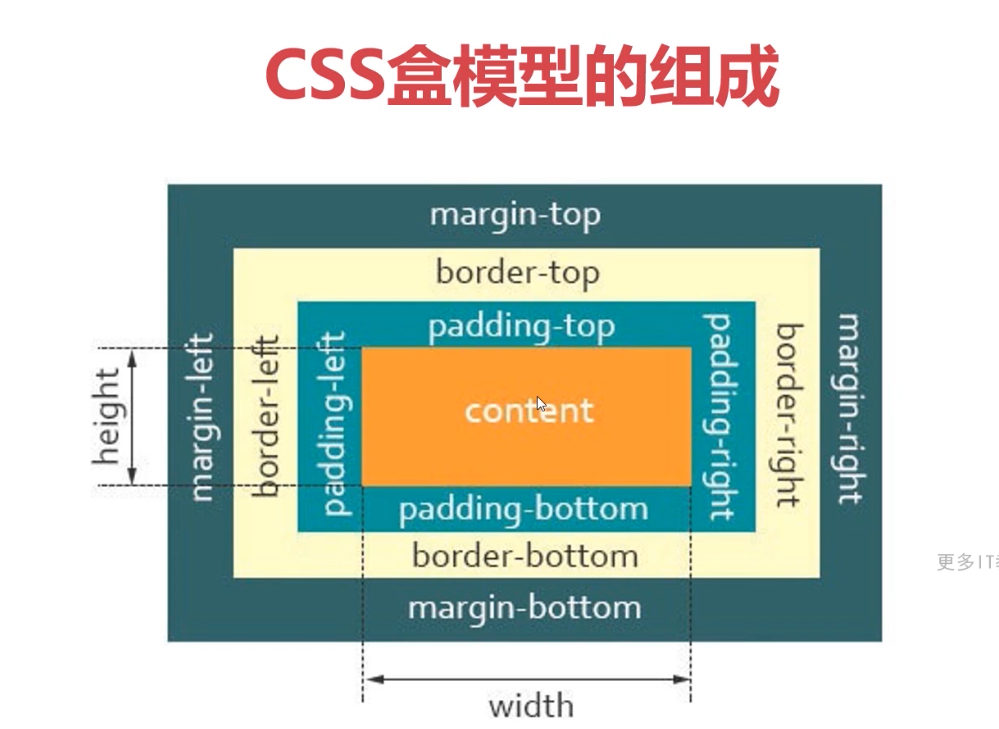 CSS盒模型的组成
margin-top
border-top
padding-top
height
margin-left
border-left
padding-left
content
padding-right
border-right
margin-right
padding-bottom
border-bottom
margin-bottom
width
更多IT